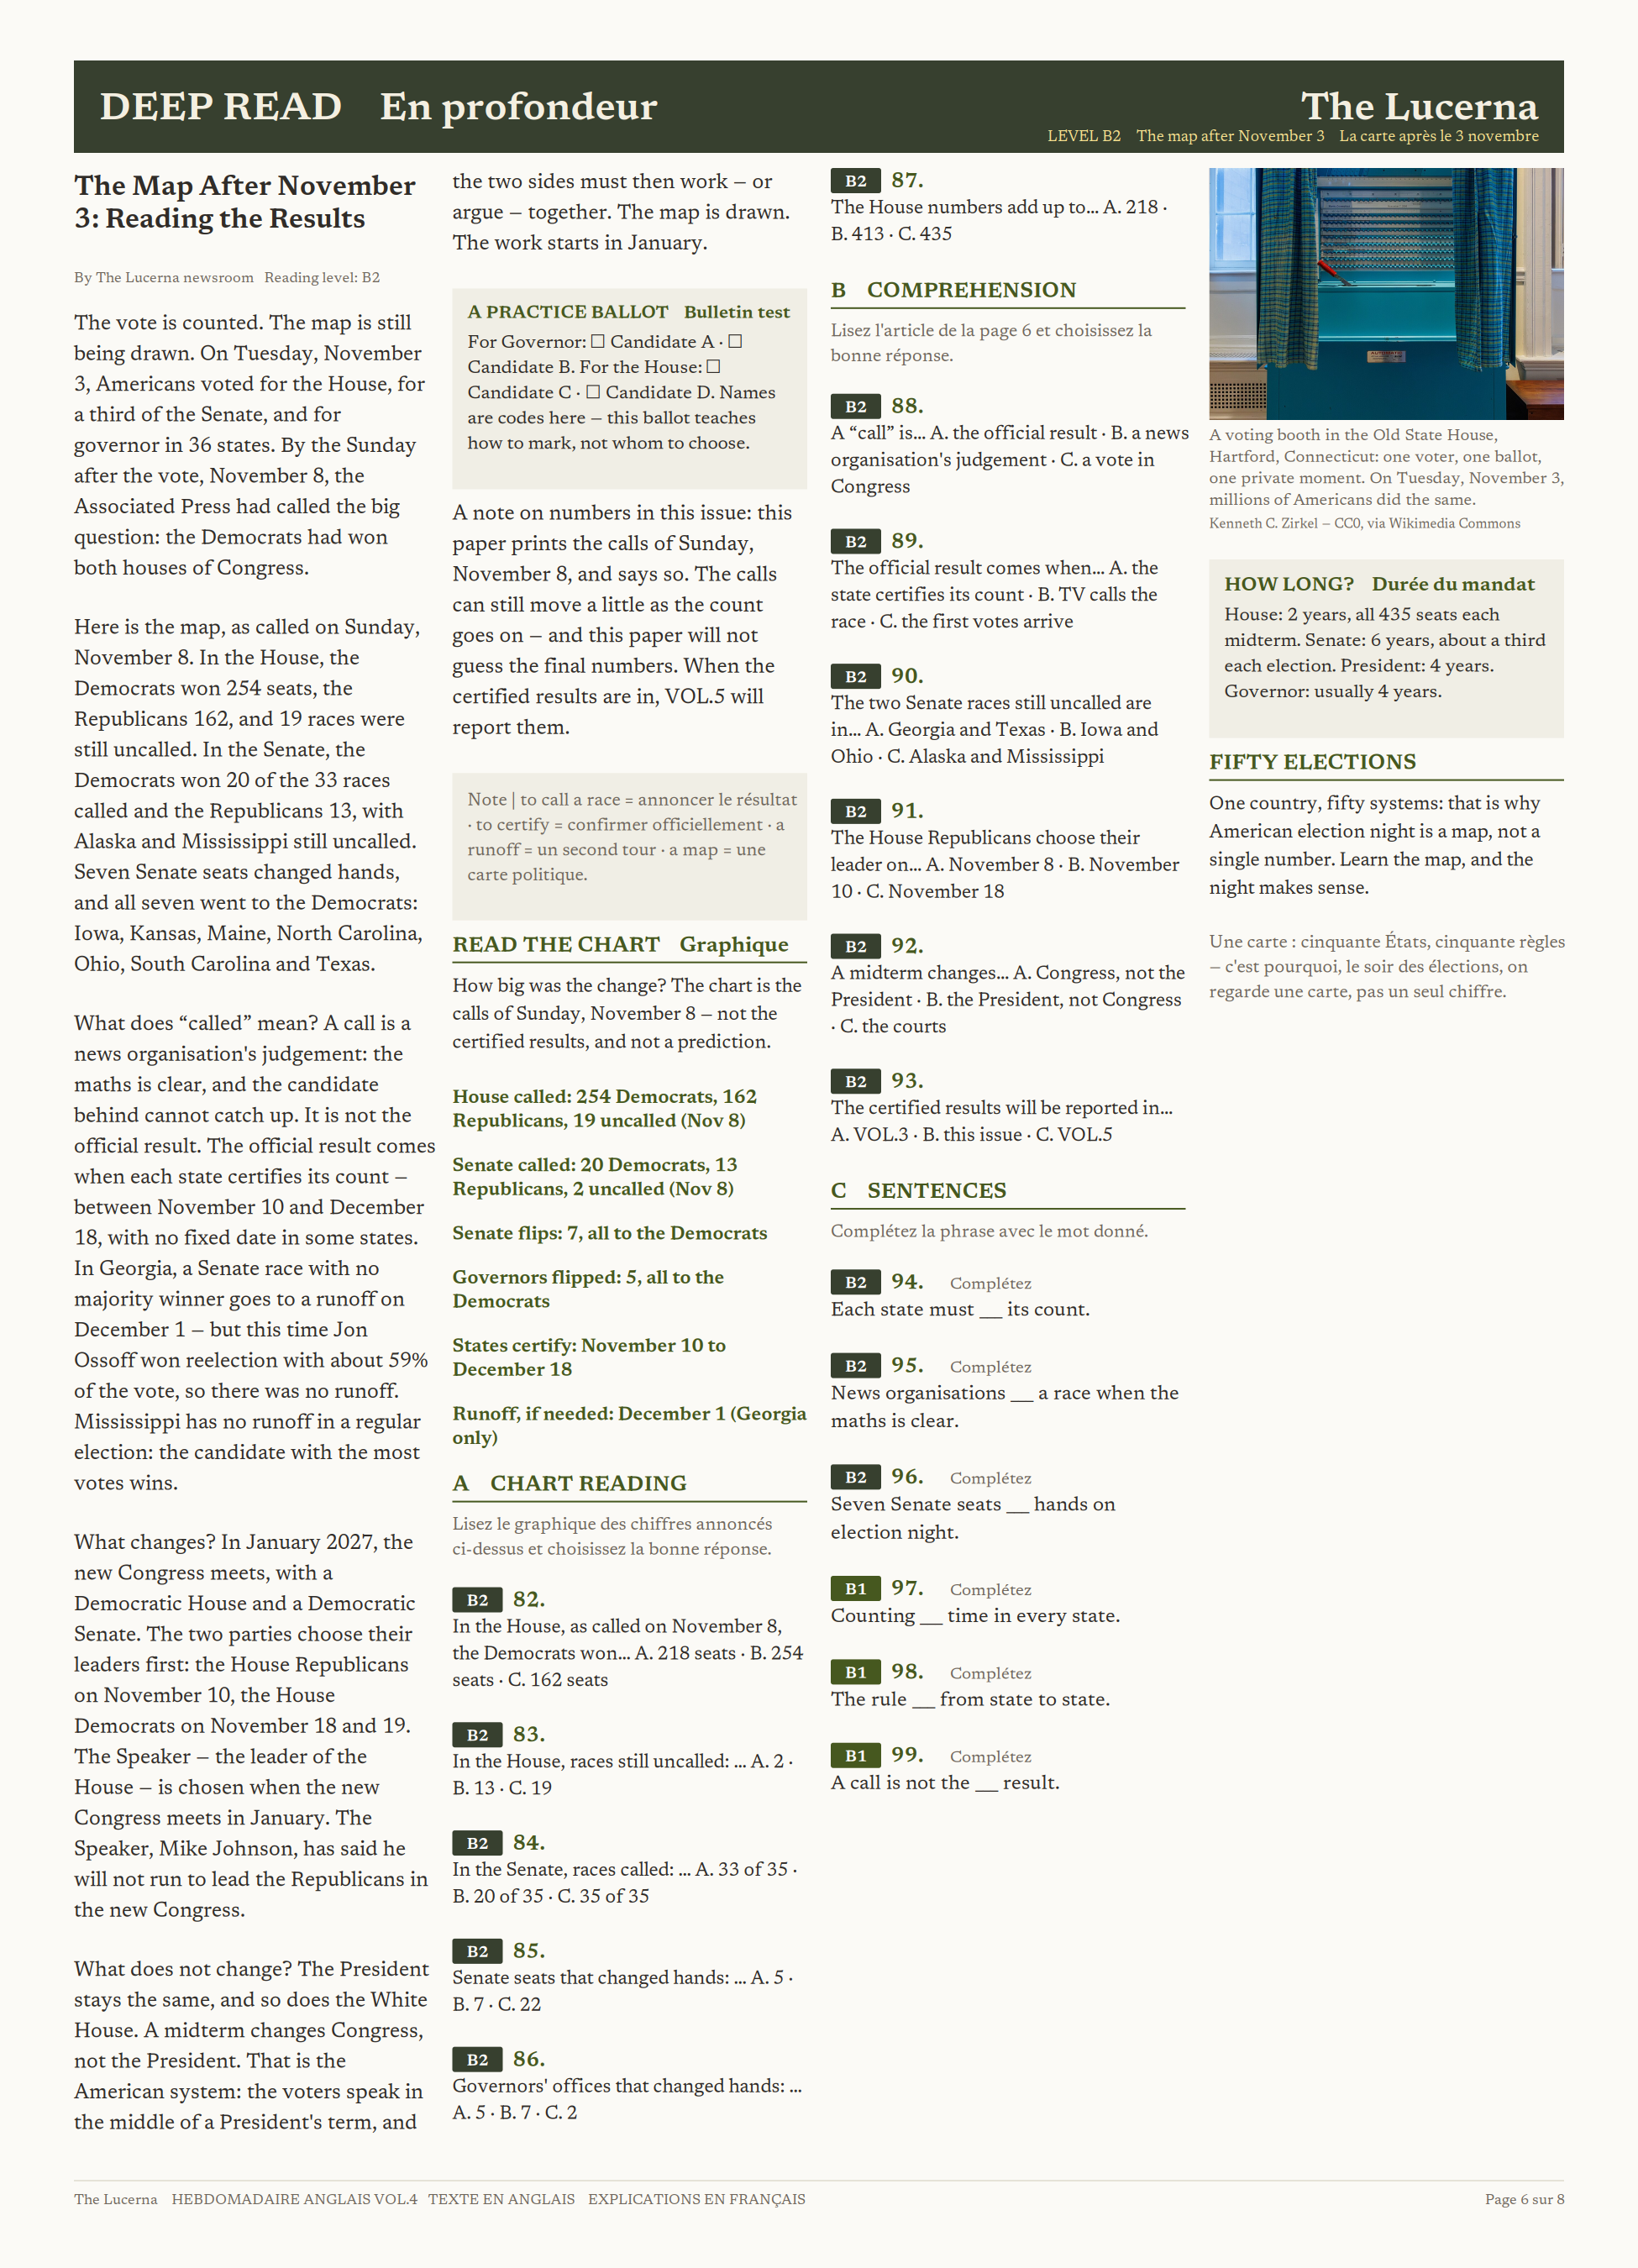 DEEP READ En profondeur
The Lucerna
LEVEL B2 The map after November 3 La carte après le 3 novembre
The Map After November
3: Reading the Results
By The Lucerna newsroom Reading level: B2
The vote is counted. The map is still
being drawn. On Tuesday, November
3, Americans voted for the House, for
a third of the Senate, and for
governor in 36 states. By the Sunday
after the vote, November 8, the
Associated Press had called the big
question: the Democrats had won
both houses of Congress.
Here is the map, as called on Sunday,
November 8. In the House, the
Democrats won 254 seats, the
Republicans 162, and 19 races were
still uncalled. In the Senate, the
Democrats won 20 of the 33 races
called and the Republicans 13, with
Alaska and Mississippi still uncalled.
Seven Senate seats changed hands,
and all seven went to the Democrats:
Iowa, Kansas, Maine, North Carolina,
Ohio, South Carolina and Texas.
What does “called” mean? A call is a
news organisation's judgement: the
maths is clear, and the candidate
behind cannot catch up. It is not the
official result. The official result comes
when each state certifies its count –
between November 10 and December
18, with no fixed date in some states.
In Georgia, a Senate race with no
majority winner goes to a runoff on
December 1 – but this time Jon
Ossoff won reelection with about 59%
of the vote, so there was no runoff.
Mississippi has no runoff in a regular
election: the candidate with the most
votes wins.
What changes? In January 2027, the
new Congress meets, with a
Democratic House and a Democratic
Senate. The two parties choose their
leaders first: the House Republicans
on November 10, the House
Democrats on November 18 and 19.
The Speaker – the leader of the
House – is chosen when the new
Congress meets in January. The
Speaker, Mike Johnson, has said he
will not run to lead the Republicans in
the new Congress.
What does not change? The President
stays the same, and so does the White
House. A midterm changes Congress,
not the President. That is the
American system: the voters speak in
the middle of a President's term, and
the two sides must then work – or
argue – together. The map is drawn.
The work starts in January.
A PRACTICE BALLOT Bulletin test
For Governor: ☐ Candidate A · ☐
Candidate B. For the House: ☐
Candidate C · ☐ Candidate D. Names
are codes here – this ballot teaches
how to mark, not whom to choose.
A note on numbers in this issue: this
paper prints the calls of Sunday,
November 8, and says so. The calls
can still move a little as the count
goes on – and this paper will not
guess the final numbers. When the
certified results are in, VOL.5 will
report them.
Note | to call a race = annoncer le résultat
· to certify = confirmer officiellement · a
runoff = un second tour · a map = une
carte politique.
READ THE CHART Graphique
How big was the change? The chart is the
calls of Sunday, November 8 – not the
certified results, and not a prediction.
House called: 254 Democrats, 162
Republicans, 19 uncalled (Nov 8)
Senate called: 20 Democrats, 13
Republicans, 2 uncalled (Nov 8)
Senate flips: 7, all to the Democrats
Governors flipped: 5, all to the
Democrats
States certify: November 10 to
December 18
Runoff, if needed: December 1 (Georgia
only)
A CHART READING
Lisez le graphique des chiffres annoncés
ci-dessus et choisissez la bonne réponse.
B2 82.
In the House, as called on November 8,
the Democrats won... A. 218 seats · B. 254
seats · C. 162 seats
B2 83.
In the House, races still uncalled: ... A. 2 ·
B. 13 · C. 19
B2 84.
In the Senate, races called: ... A. 33 of 35 ·
B. 20 of 35 · C. 35 of 35
B2 85.
Senate seats that changed hands: ... A. 5 ·
B. 7 · C. 22
B2 86.
Governors' offices that changed hands: ...
A. 5 · B. 7 · C. 2
B2 87.
The House numbers add up to... A. 218 ·
B. 413 · C. 435
B COMPREHENSION
Lisez l'article de la page 6 et choisissez la
bonne réponse.
B2 88.
A “call” is... A. the official result · B. a news
organisation's judgement · C. a vote in
Congress
B2 89.
The official result comes when... A. the
state certifies its count · B. TV calls the
race · C. the first votes arrive
B2 90.
The two Senate races still uncalled are
in... A. Georgia and Texas · B. Iowa and
Ohio · C. Alaska and Mississippi
B2 91.
The House Republicans choose their
leader on... A. November 8 · B. November
10 · C. November 18
B2 92.
A midterm changes... A. Congress, not the
President · B. the President, not Congress
· C. the courts
B2 93.
The certified results will be reported in...
A. VOL.3 · B. this issue · C. VOL.5
C SENTENCES
Complétez la phrase avec le mot donné.
B2 94. Complétez
Each state must __ its count.
B2 95. Complétez
News organisations __ a race when the
maths is clear.
B2 96. Complétez
Seven Senate seats __ hands on
election night.
B1 97. Complétez
Counting __ time in every state.
B1 98. Complétez
The rule __ from state to state.
B1 99. Complétez
A call is not the __ result.
A voting booth in the Old State House,
Hartford, Connecticut: one voter, one ballot,
one private moment. On Tuesday, November 3,
millions of Americans did the same.
Kenneth C. Zirkel – CC0, via Wikimedia Commons
HOW LONG? Durée du mandat
House: 2 years, all 435 seats each
midterm. Senate: 6 years, about a third
each election. President: 4 years.
Governor: usually 4 years.
FIFTY ELECTIONS
One country, fifty systems: that is why
American election night is a map, not a
single number. Learn the map, and the
night makes sense.
Une carte : cinquante États, cinquante règles
– c'est pourquoi, le soir des élections, on
regarde une carte, pas un seul chiffre.
The Lucerna HEBDOMADAIRE ANGLAIS VOL.4 TEXTE EN ANGLAIS EXPLICATIONS EN FRANÇAIS
Page 6 sur 8